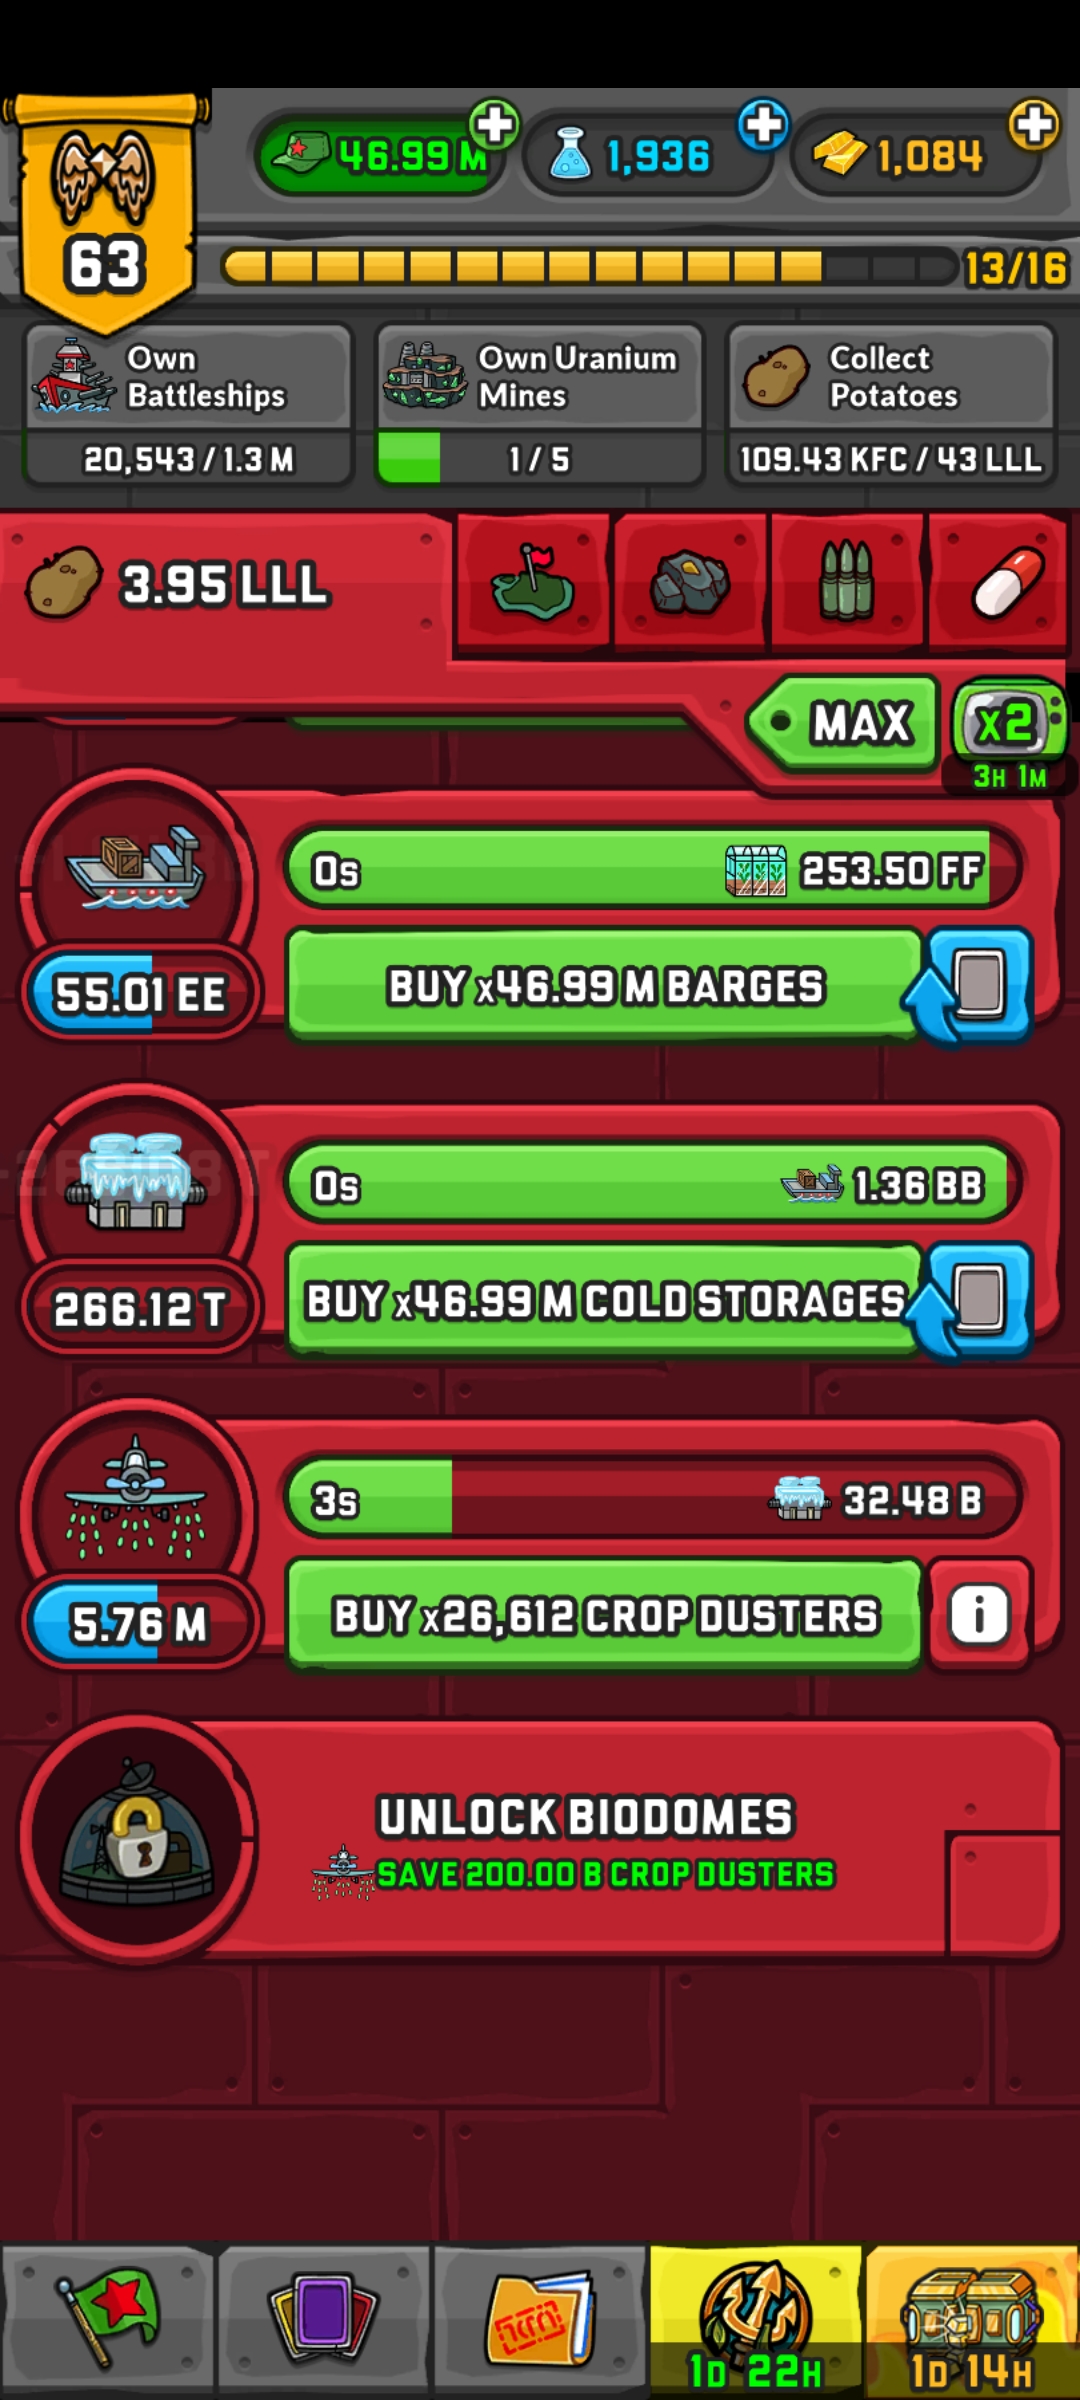 46.99 M
1,936
1,084
63
13/16
Own
Battleships
20,543 / 1.3 M
Own Uranium
Mines
1 / 5
Collect
Potatoes
109.43 KFC / 43 LLL
3.95 LLL
MAX
x2
3H 1M
0s
253.50 FF
55.01 EE
BUY x46.99 M BARGES
0s
1.36 BB
266.12 T
BUY x46.99 M COLD STORAGES
3s
32.48 B
5.76 M
BUY x26,612 CROP DUSTERS
i
UNLOCK BIODOMES
SAVE 200.00 B CROP DUSTERS
1D 22H
1D 14H